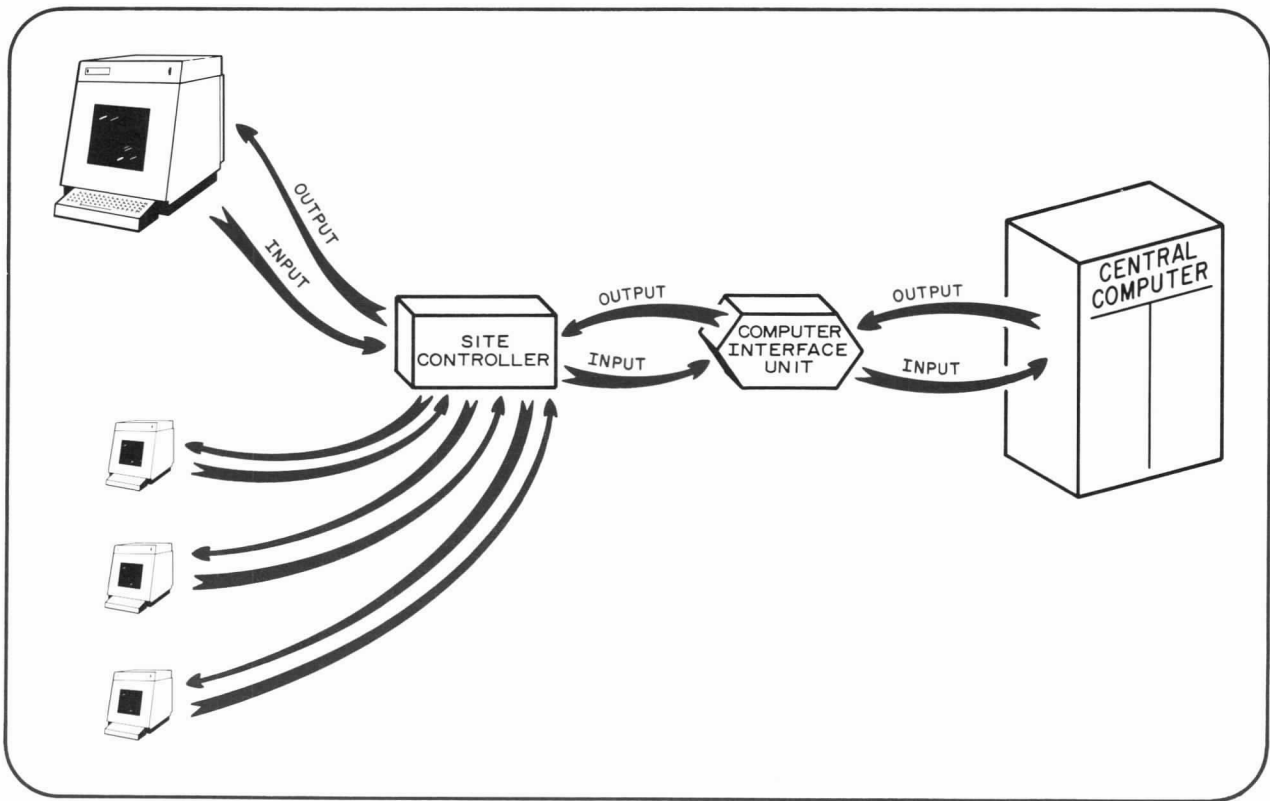 OUTPUT
INPUT
SITE
CONTROLLER
OUTPUT
INPUT
COMPUTER
INTERFACE
UNIT
OUTPUT
INPUT
CENTRAL
COMPUTER